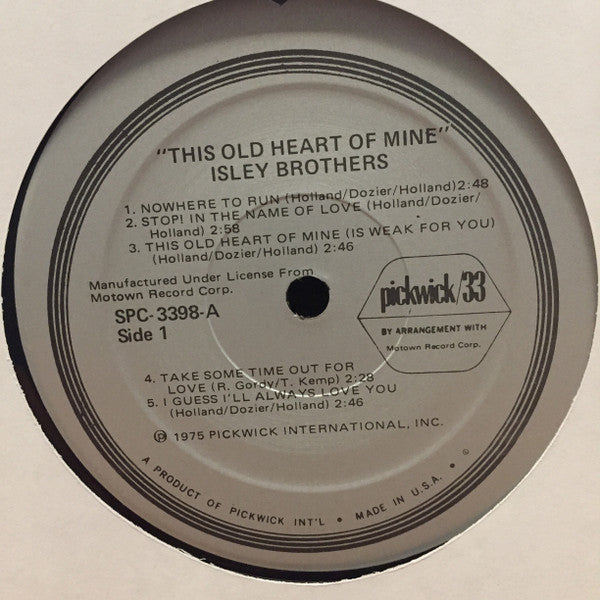 "THIS OLD HEART OF MINE"
ISLEY BROTHERS
1. NOWHERE TO RUN (Holland/Dozier/Holland) 2:48
2. STOP! IN THE NAME OF LOVE (Holland/Dozier/
Holland) 2:58
3. THIS OLD HEART OF MINE (IS WEAK FOR YOU)
(Holland/Dozier/Holland) 2:46
Manufactured Under License From
Motown Record Corp.
SPC-3398-A
Side 1
pickwick/33
BY ARRANGEMENT WITH
Motown Record Corp.
4. TAKE SOME TIME OUT FOR
LOVE (R. Gordy/T. Kemp) 2:28
5. I GUESS I'LL ALWAYS LOVE YOU
(Holland/Dozier/Holland) 2:46
℗ 1975 PICKWICK INTERNATIONAL, INC.
A PRODUCT OF PICKWICK INT'L • MADE IN U.S.A. •